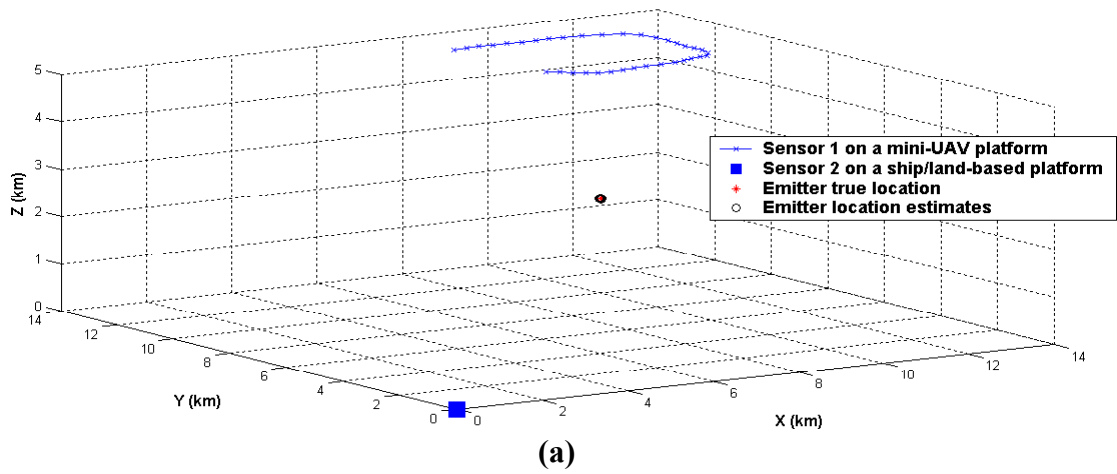 5
4
3
2
1
0
Z (km)
14
12
10
8
6
4
2
0
Y (km)
0
2
4
6
8
10
12
14
X (km)
Sensor 1 on a mini-UAV platform
Sensor 2 on a ship/land-based platform
Emitter true location
Emitter location estimates
(a)